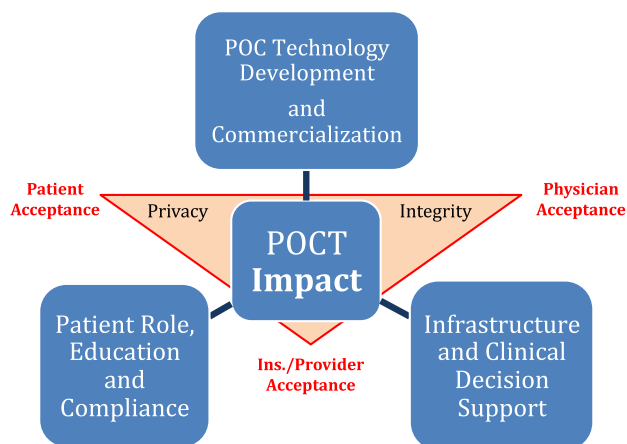 POC Technology
Development
and
Commercialization
Patient
Acceptance
Physician
Acceptance
Privacy
Integrity
POCT
Impact
Patient Role,
Education
and
Compliance
Ins./Provider
Acceptance
Infrastructure
and Clinical
Decision
Support